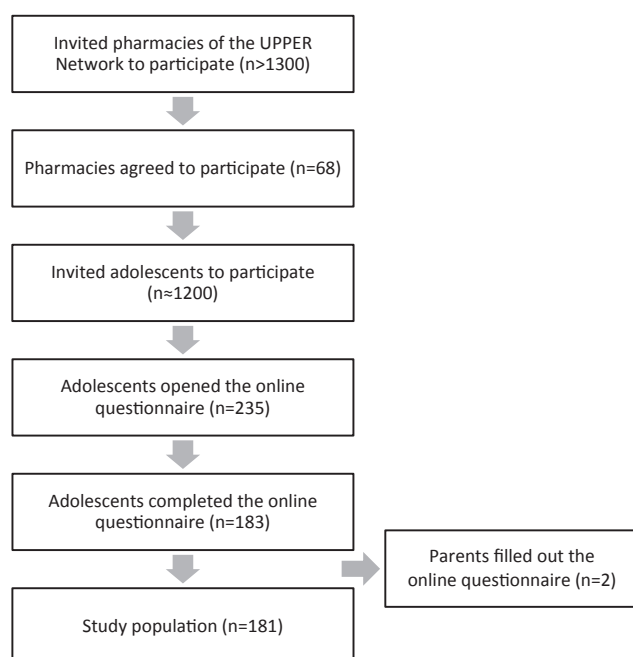 Invited pharmacies of the UPPER
Network to participate (n>1300)
Pharmacies agreed to participate (n=68)
Invited adolescents to participate
(n≈1200)
Adolescents opened the online
questionnaire (n=235)
Adolescents completed the online
questionnaire (n=183)
Parents filled out the
online questionnaire (n=2)
Study population (n=181)